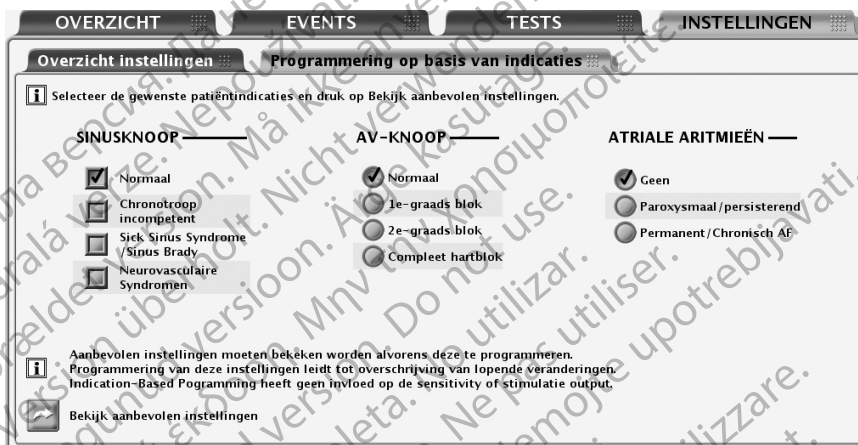 OVERZICHT EVENTS TESTS INSTELLINGEN
Overzicht instellingen Programmering op basis van indicaties
i Selecteer de gewenste patiëntindicaties en druk op Bekijk aanbevolen instellingen.
SINUSKNOOP AV-KNOOP ATRIALE ARITMIEËN
Normaal Normaal Geen
Chronotroop incompetent 1e-graads blok Paroxysmaal/persisterend
Sick Sinus Syndrome /Sinus Brady 2e-graads blok Permanent/Chronisch AF
Neurovasculaire Syndromen Compleet hartblok
Aanbevolen instellingen moeten bekeken worden alvorens deze te programmeren.
i Programmering van deze instellingen leidt tot overschrijving van lopende veranderingen.
Indication-Based Pogramming heeft geen invloed op de sensitivity of stimulatie output.
Bekijk aanbevolen instellingen